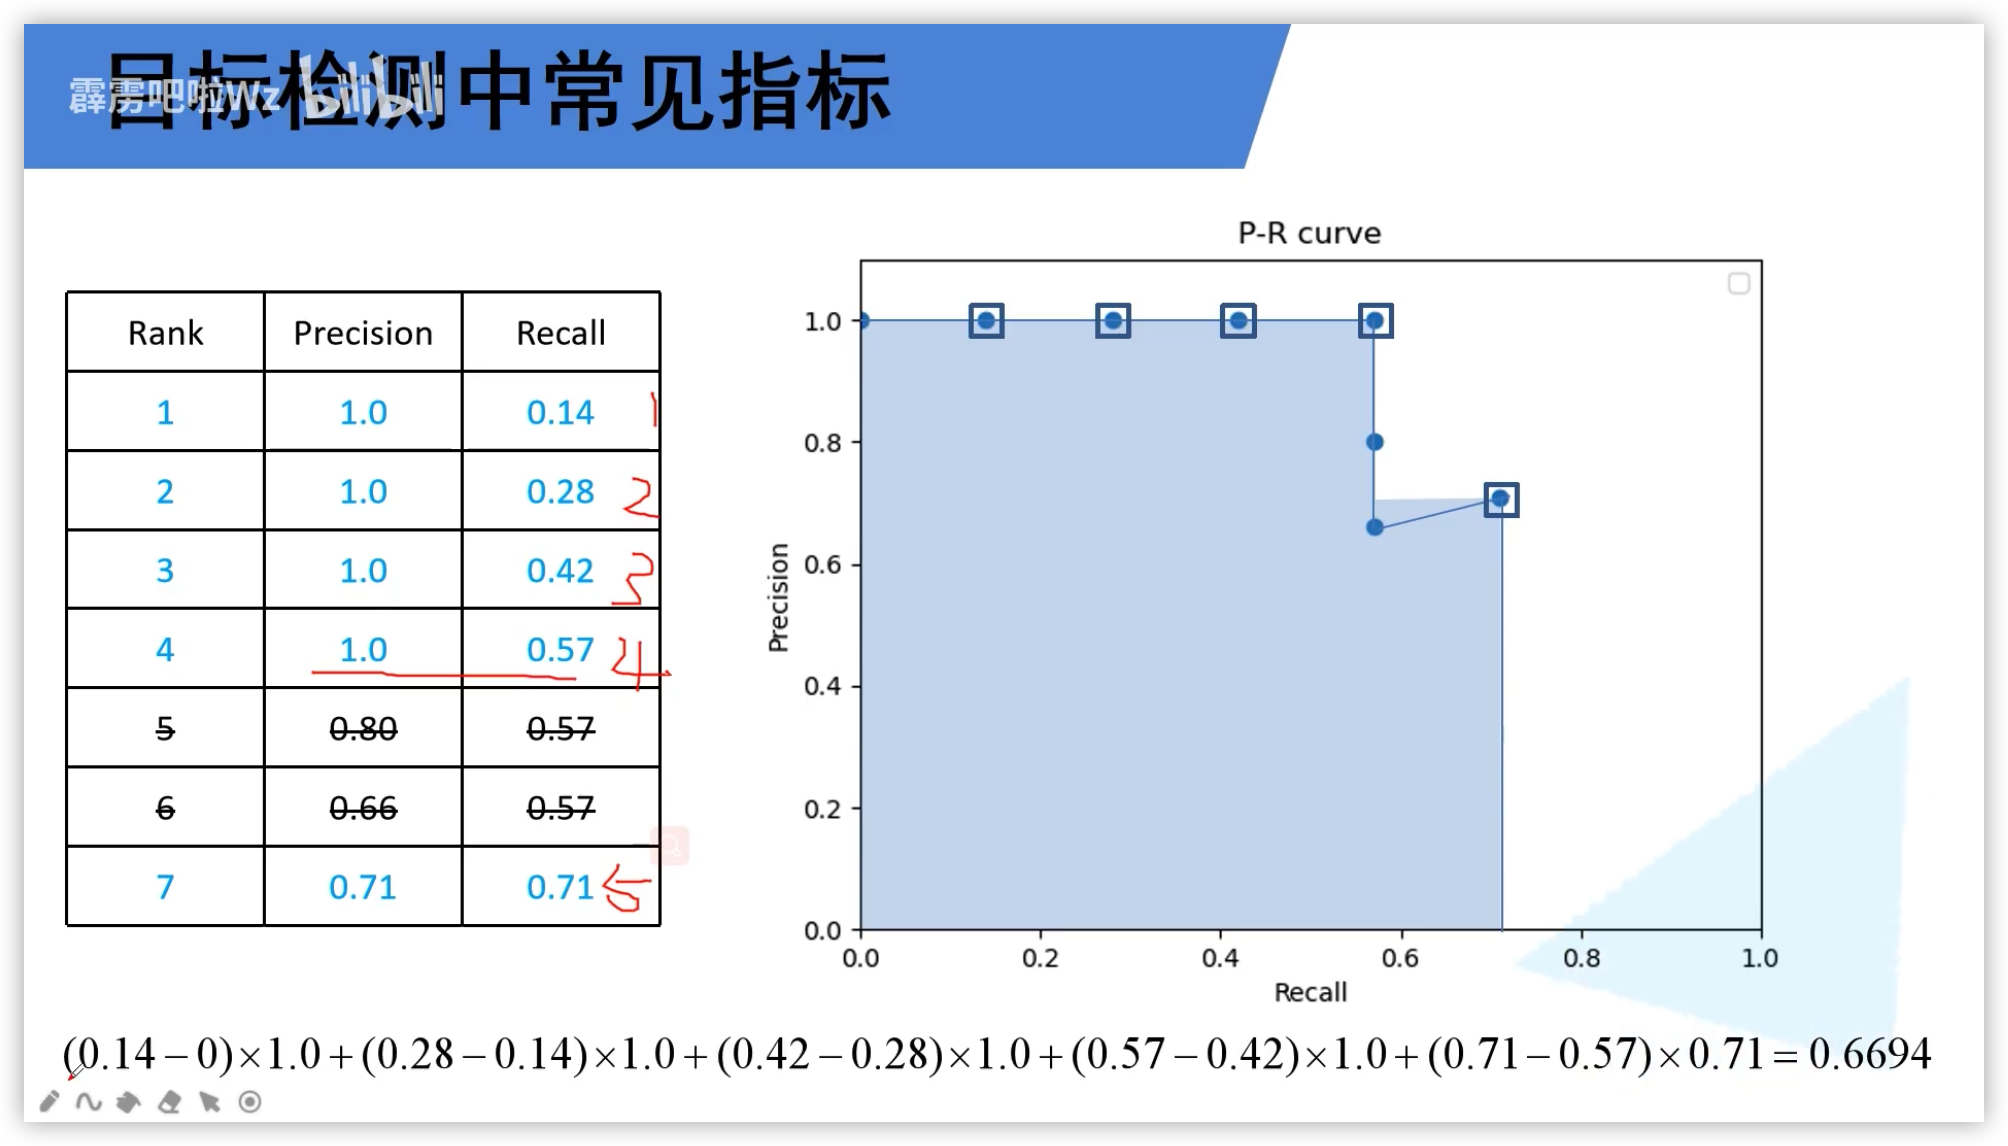 目标检测中常见指标
霹雳吧啦Wz bilibili
Rank Precision Recall
1 1.0 0.14 1
2 1.0 0.28 2
3 1.0 0.42 3
4 1.0 0.57 4
5 0.80 0.57
6 0.66 0.57
7 0.71 0.71 5
P-R curve
1.0
0.8
0.6
0.4
0.2
0.0
Precision
0.0 0.2 0.4 0.6 0.8 1.0
Recall
(0.14−0)×1.0+(0.28−0.14)×1.0+(0.42−0.28)×1.0+(0.57−0.42)×1.0+(0.71−0.57)×0.71=0.6694